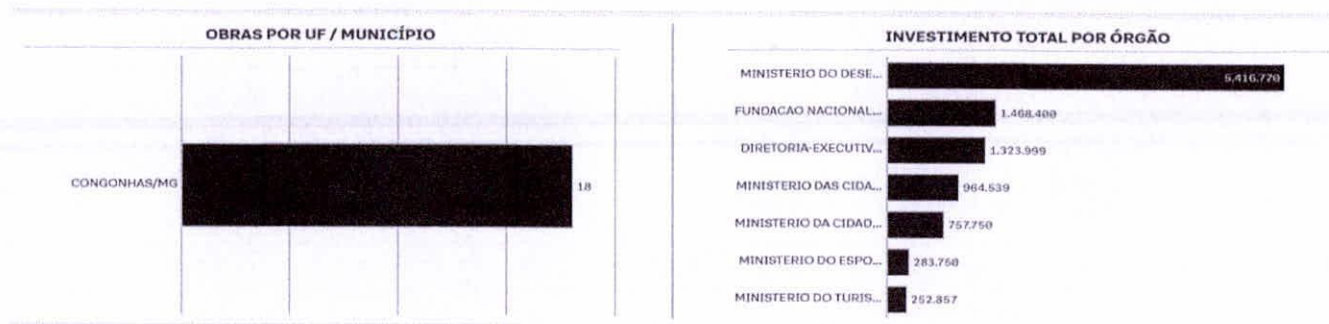 OBRAS POR UF / MUNICÍPIO
CONGONHAS/MG
18
INVESTIMENTO TOTAL POR ÓRGÃO
MINISTERIO DO DESE... 5.416.770
FUNDACAO NACIONAL... 1.468.400
DIRETORIA-EXECUTIV... 1.323.999
MINISTERIO DAS CIDA... 964.539
MINISTERIO DA CIDAD... 757.750
MINISTERIO DO ESPO... 283.750
MINISTERIO DO TURIS... 252.857